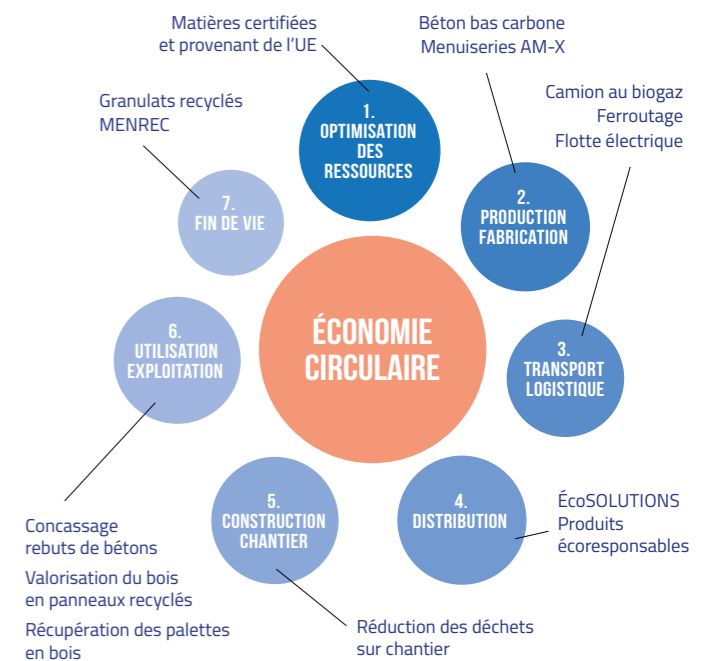 Matières certifiées
et provenant de l'UE
Béton bas carbone
Menuiseries AM-X
Granulats recyclés
MENREC
Camion au biogaz
Ferroutage
Flotte électrique
1.
OPTIMISATION
DES
RESSOURCES
2.
PRODUCTION
FABRICATION
7.
FIN DE VIE
ÉCONOMIE
CIRCULAIRE
6.
UTILISATION
EXPLOITATION
3.
TRANSPORT
LOGISTIQUE
5.
CONSTRUCTION
CHANTIER
4.
DISTRIBUTION
ÉcoSOLUTIONS
Produits
écoresponsables
Concassage
rebuts de bétons
Valorisation du bois
en panneaux recyclés
Récupération des palettes
en bois
Réduction des déchets
sur chantier